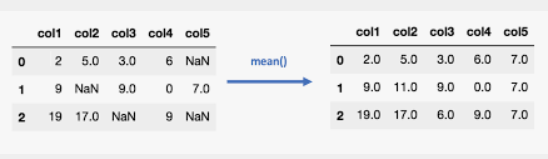 col1 col2 col3 col4 col5
0 2 5.0 3.0 6 NaN
1 9 NaN 9.0 0 7.0
2 19 17.0 NaN 9 NaN
mean()
col1 col2 col3 col4 col5
0 2.0 5.0 3.0 6.0 7.0
1 9.0 11.0 9.0 0.0 7.0
2 19.0 17.0 6.0 9.0 7.0